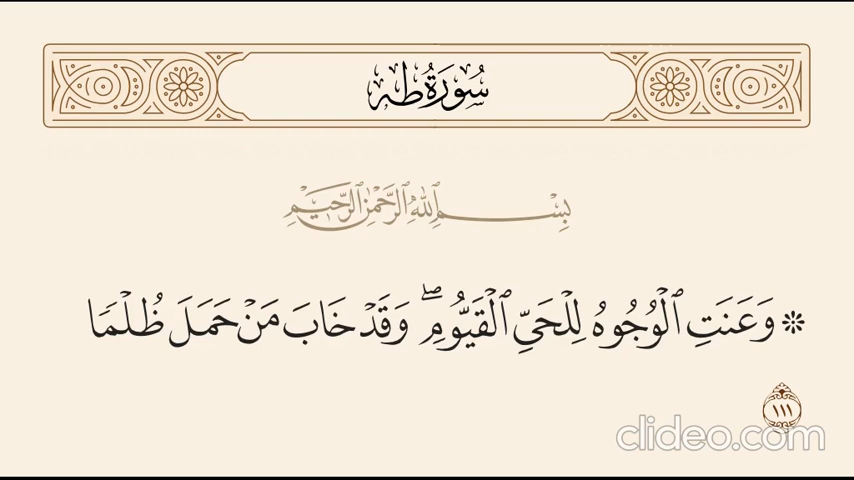 سُورَةُ طه
بِسْمِ ٱللَّهِ ٱلرَّحْمَٰنِ ٱلرَّحِيمِ
۞ وَعَنَتِ ٱلْوُجُوهُ لِلْحَىِّ ٱلْقَيُّومِ ۖ وَقَدْ خَابَ مَنْ حَمَلَ ظُلْمًا
١١١
clideo.com